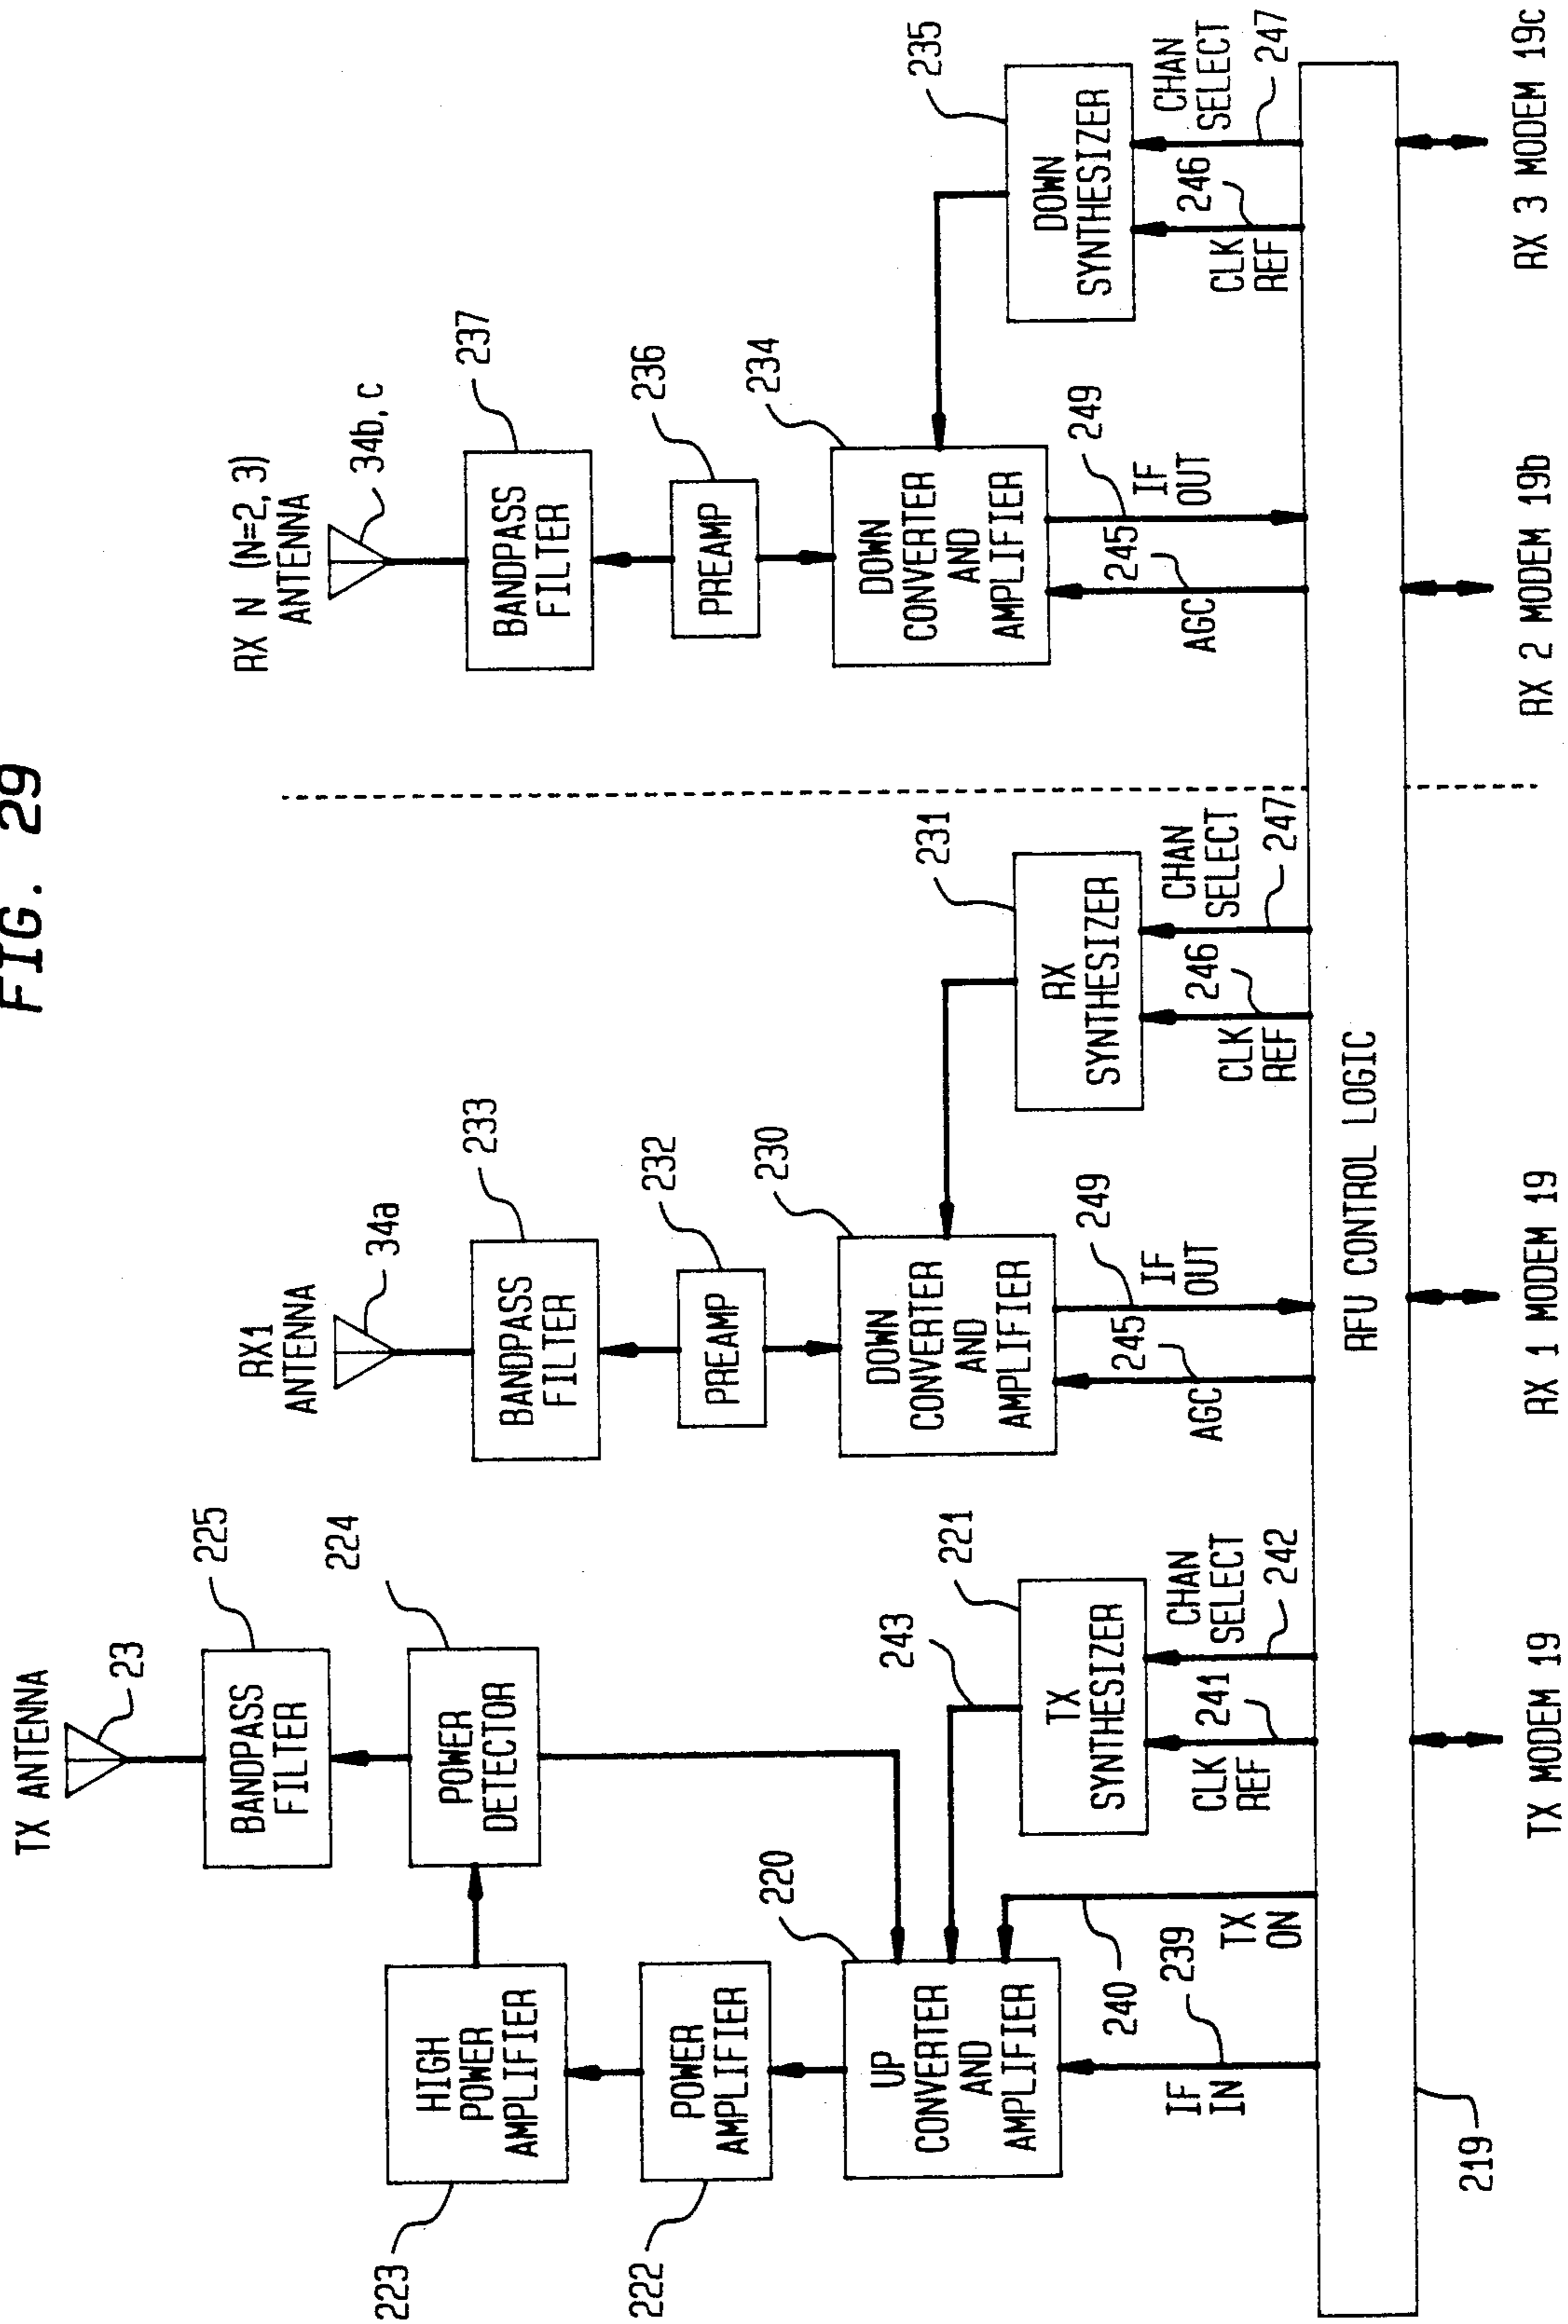 FIG. 29
TX ANTENNA
23
225
BANDPASS
FILTER
224
POWER
DETECTOR
HIGH
POWER
AMPLIFIER
223
POWER
AMPLIFIER
222
220
UP
CONVERTER
AND
AMPLIFIER
243
221
TX
SYNTHESIZER
IF
IN
239
240
TX
ON
CLK
REF
241
CHAN
SELECT
242
RX1
ANTENNA
34a
233
BANDPASS
FILTER
232
PREAMP
230
DOWN
CONVERTER
AND
AMPLIFIER
231
RX
SYNTHESIZER
AGC
245
IF
OUT
249
CLK
REF
246
CHAN
SELECT
247
RX N (N=2, 3)
ANTENNA
34b, c
237
BANDPASS
FILTER
236
PREAMP
234
DOWN
CONVERTER
AND
AMPLIFIER
235
DOWN
SYNTHESIZER
AGC
245
IF
OUT
249
CLK
REF
246
CHAN
SELECT
247
RFU CONTROL LOGIC
219
TX MODEM 19
RX 1 MODEM 19
RX 2 MODEM 19b
RX 3 MODEM 19c